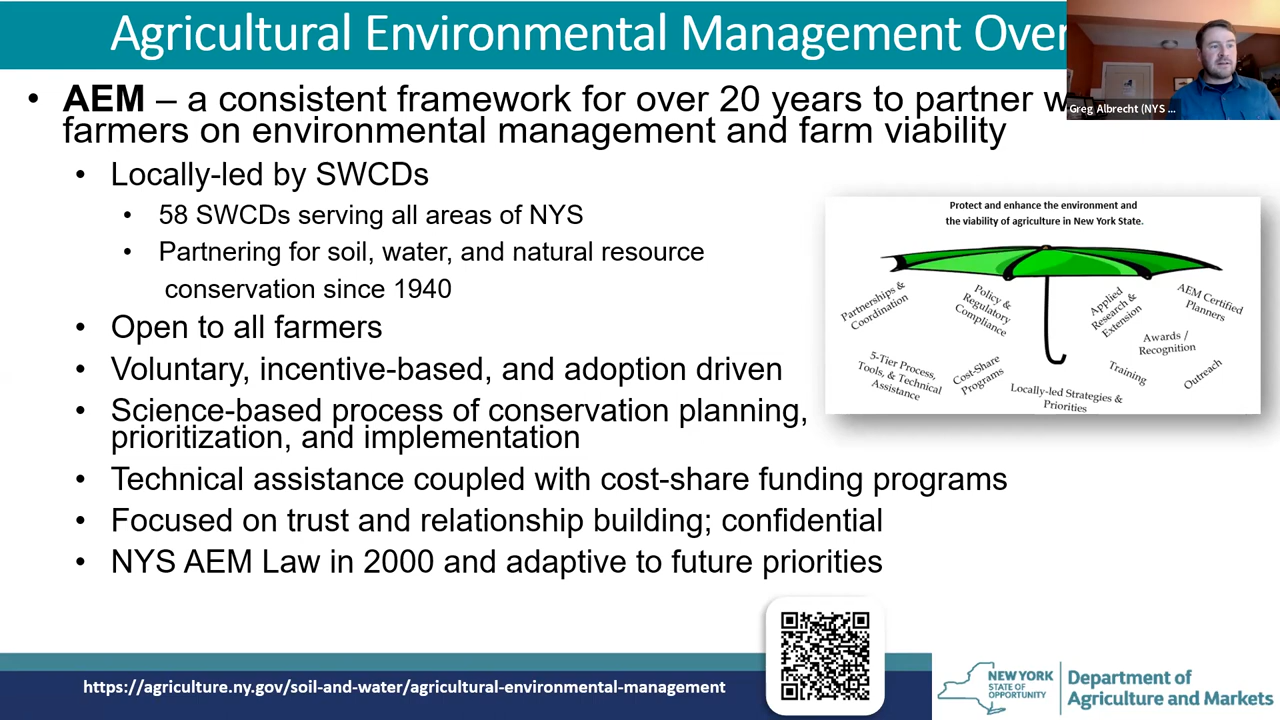 Agricultural Environmental Management Over
Greg Albrecht (NYS ...
• AEM – a consistent framework for over 20 years to partner w
farmers on environmental management and farm viability
• Locally-led by SWCDs
• 58 SWCDs serving all areas of NYS
• Partnering for soil, water, and natural resource
conservation since 1940
• Open to all farmers
• Voluntary, incentive-based, and adoption driven
• Science-based process of conservation planning,
prioritization, and implementation
• Technical assistance coupled with cost-share funding programs
• Focused on trust and relationship building; confidential
• NYS AEM Law in 2000 and adaptive to future priorities
Protect and enhance the environment and
the viability of agriculture in New York State.
Partnerships &
Coordination
Policy &
Regulatory
Compliance
Applied
Research &
Extension
AEM Certified
Planners
Awards /
Recognition
5-Tier Process,
Tools, & Technical
Assistance
Cost-Share
Programs
Locally-led Strategies &
Priorities
Training
Outreach
https://agriculture.ny.gov/soil-and-water/agricultural-environmental-management
NEW YORK
STATE OF
OPPORTUNITY
Department of
Agriculture and Markets